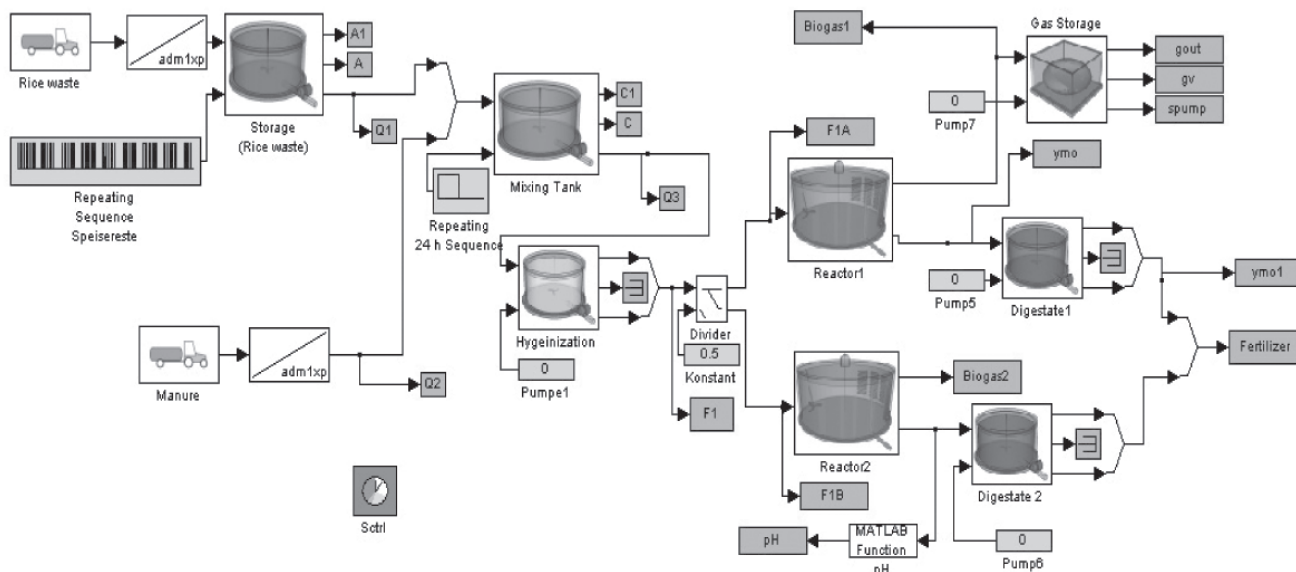 Rice waste
adm1xp
Storage
(Rice waste)
A1
A
Q1
Repeating
Sequence
Speisereste
Manure
adm1xp
Q2
Mixing Tank
C1
C
Q3
Repeating
24 h Sequence
Hygeinization
0
Pumpe1
Divider
0.5
Konstant
F1
Sctrl
Biogas1
Gas Storage
gout
gv
spump
0
Pump7
F1A
ymo
Reactor1
0
Pump5
Digestate1
ymo1
Fertilizer
Reactor2
Biogas2
F1B
Digestate 2
0
Pump6
pH
MATLAB
Function
pH